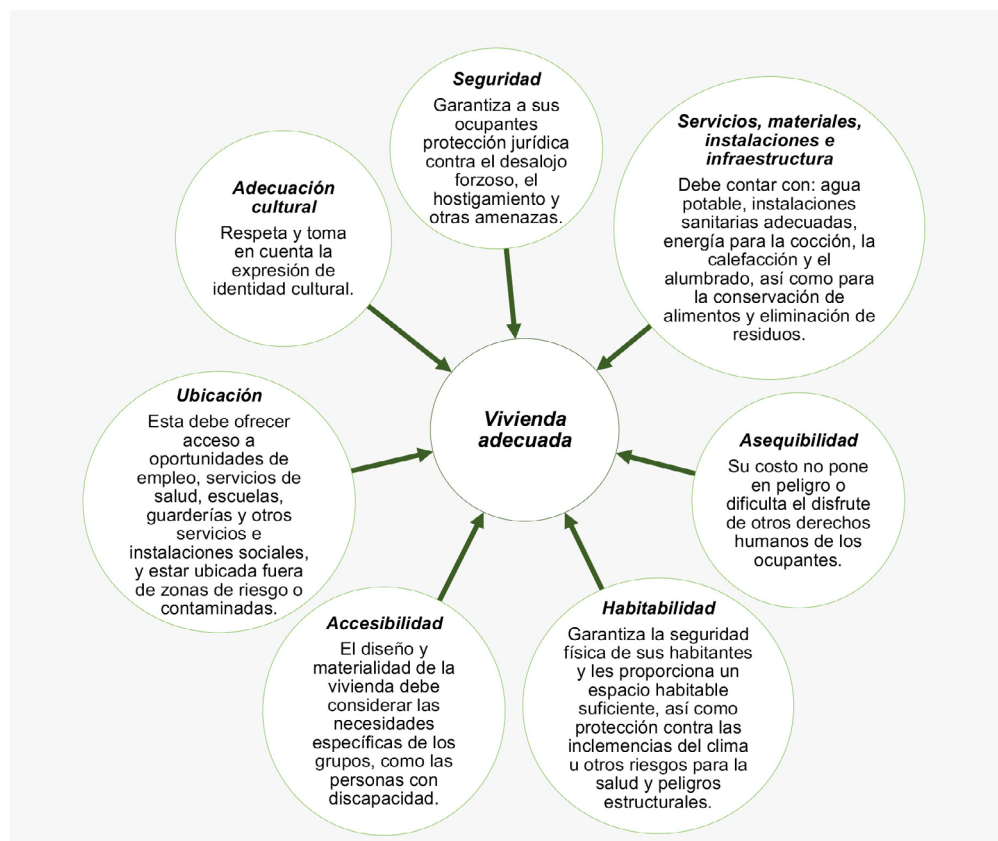 Seguridad
Garantiza a sus
ocupantes
protección jurídica
contra el desalojo
forzoso, el
hostigamiento y
otras amenazas.
Servicios, materiales,
instalaciones e
infraestructura
Debe contar con: agua
potable, instalaciones
sanitarias adecuadas,
energía para la cocción, la
calefacción y el
alumbrado, así como para
la conservación de
alimentos y eliminación de
residuos.
Adecuación
cultural
Respeta y toma
en cuenta la
expresión de
identidad cultural.
Vivienda
adecuada
Ubicación
Esta debe ofrecer
acceso a
oportunidades de
empleo, servicios de
salud, escuelas,
guarderías y otros
servicios e
instalaciones sociales,
y estar ubicada fuera
de zonas de riesgo o
contaminadas.
Asequibilidad
Su costo no pone
en peligro o
dificulta el disfrute
de otros derechos
humanos de los
ocupantes.
Accesibilidad
El diseño y
materialidad de la
vivienda debe
considerar las
necesidades
específicas de los
grupos, como las
personas con
discapacidad.
Habitabilidad
Garantiza la seguridad
física de sus habitantes
y les proporciona un
espacio habitable
suficiente, así como
protección contra las
inclemencias del clima
u otros riesgos para la
salud y peligros
estructurales.